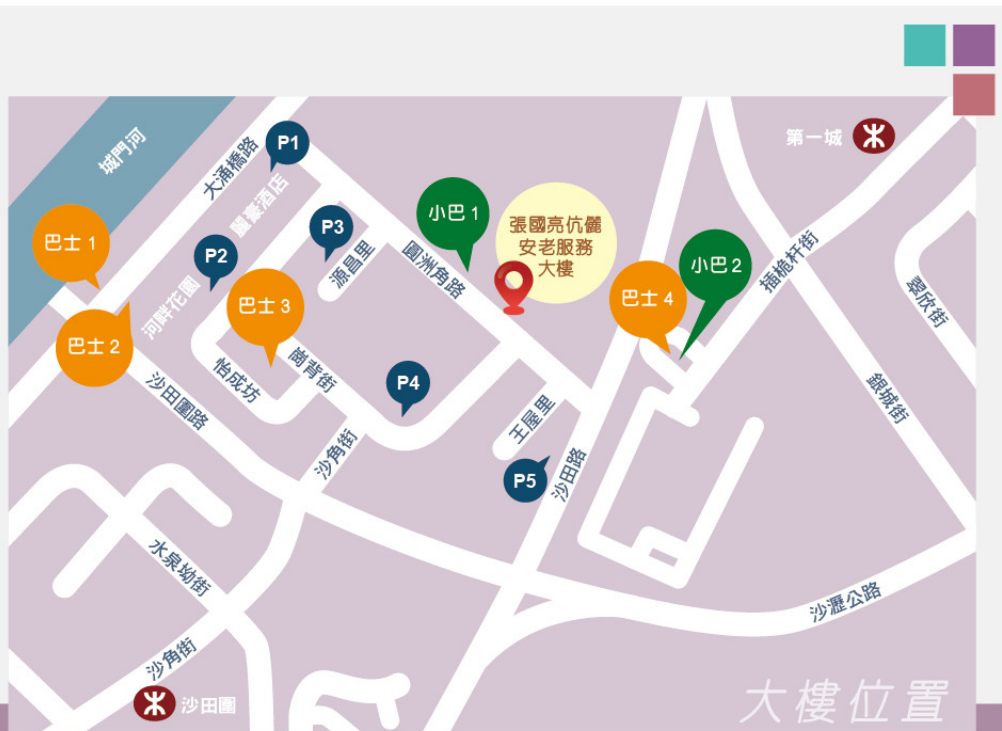 城門河
大涌橋路
P1
第一城
麗豪酒店
小巴 1
張國亮伉儷
安老服務
大樓
巴士 1
P2
P3
源昌里
圓洲角路
巴士 4
小巴 2
插桅杆街
翠欣街
河畔花園
巴士 3
巴士 2
沙田圍路
怡成坊
崗背街
P4
銀城街
沙角街
王屋里
P5
沙田路
水泉坳街
沙瀝公路
沙角街
沙田圍
大樓位置